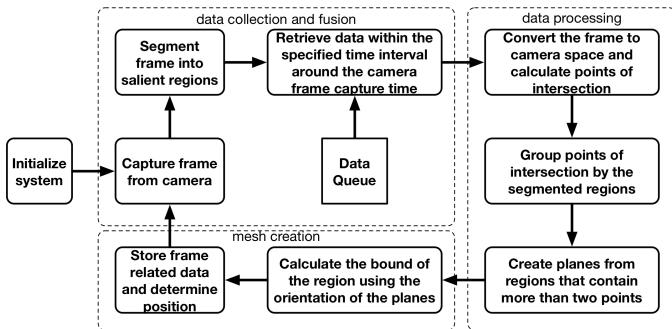 data collection and fusion
data processing
Segment
frame into
salient regions
Retrieve data within the
specified time interval
around the camera
frame capture time
Convert the frame to
camera space and
calculate points of
intersection
Initialize
system
Capture frame
from camera
Data
Queue
Group points of
intersection by the
segmented regions
mesh creation
Store frame
related data
and determine
position
Calculate the bound of
the region using the
orientation of the planes
Create planes from
regions that contain
more than two points